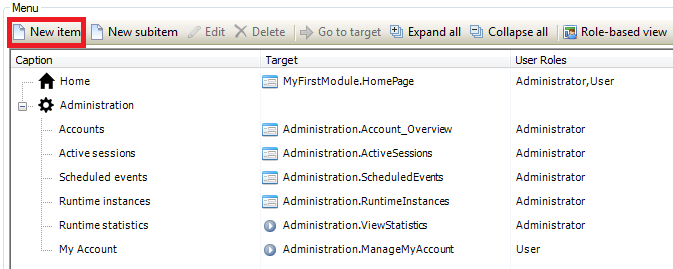 Menu
New item New subitem Edit Delete Go to target Expand all Collapse all Role-based view
Caption Target User Roles
Home MyFirstModule.HomePage Administrator,User
Administration
Accounts Administration.Account_Overview Administrator
Active sessions Administration.ActiveSessions Administrator
Scheduled events Administration.ScheduledEvents Administrator
Runtime instances Administration.RuntimeInstances Administrator
Runtime statistics Administration.ViewStatistics Administrator
My Account Administration.ManageMyAccount User